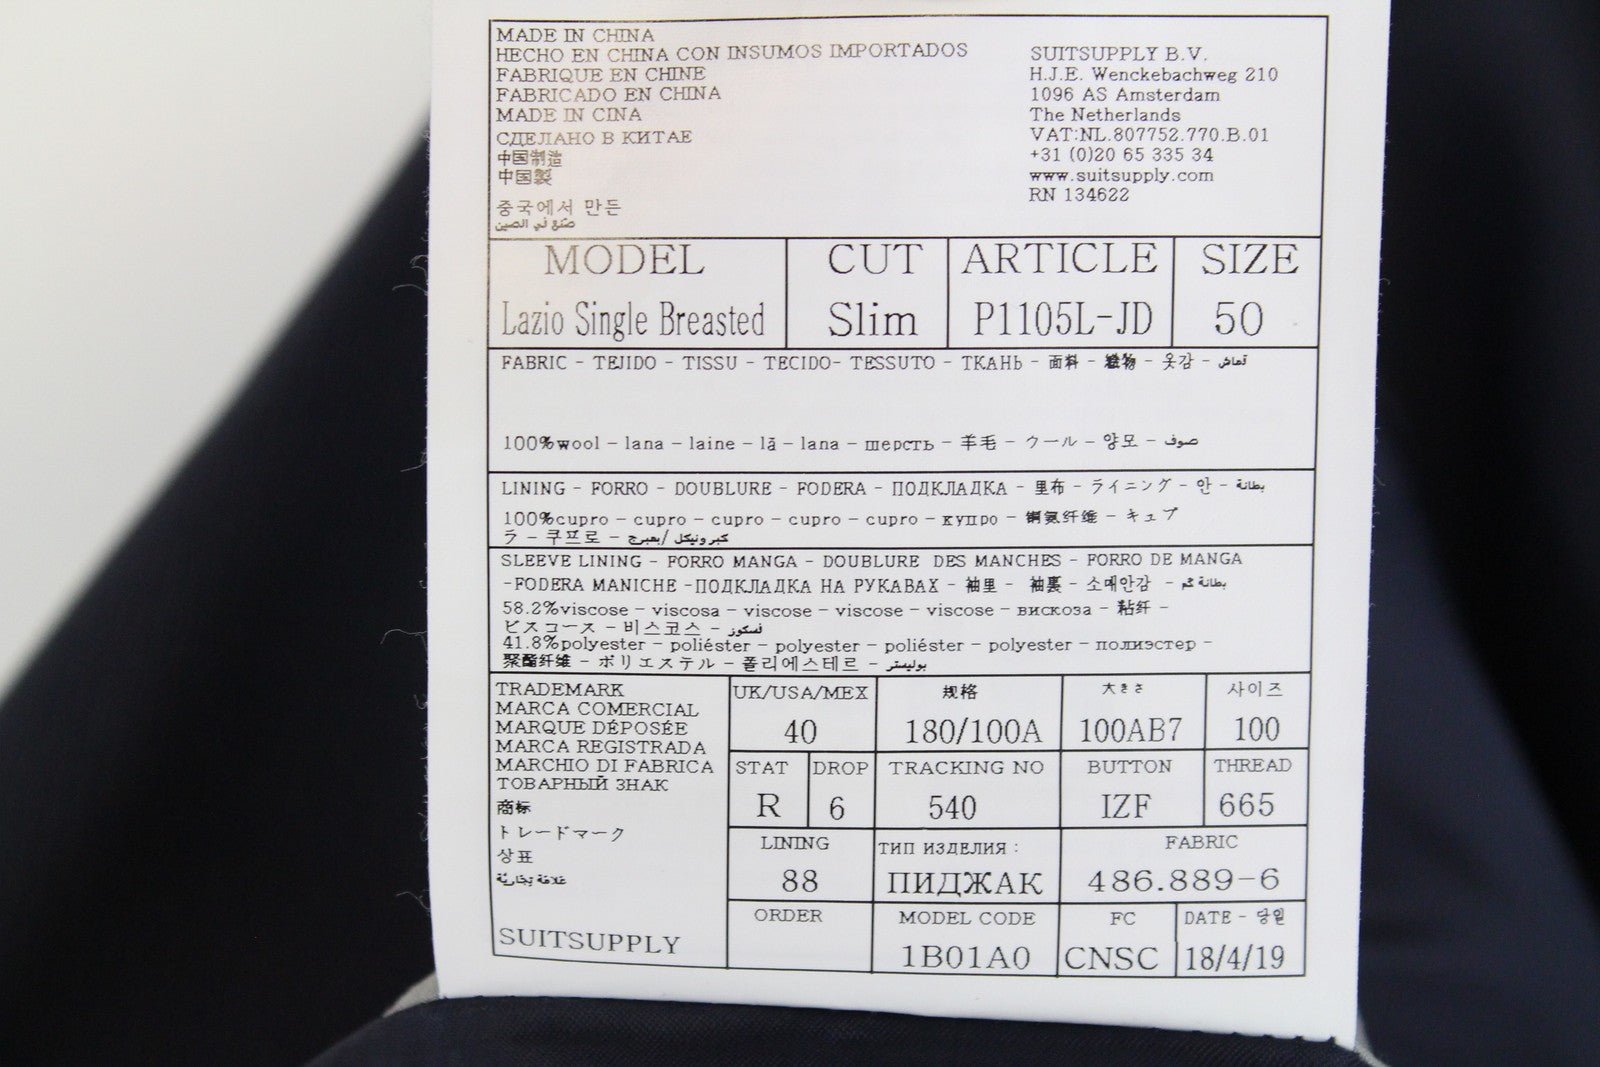 MADE IN CHINA
HECHO EN CHINA CON INSUMOS IMPORTADOS
FABRIQUE EN CHINE
FABRICADO EN CHINA
MADE IN CINA
СДЕЛАНО В КИТАЕ
中国制造
中国製
중국에서 만든
صنع في الصين
SUITSUPPLY B.V.
H.J.E. Wenckebachweg 210
1096 AS Amsterdam
The Netherlands
VAT:NL.807752.770.B.01
+31 (0)20 65 335 34
www.suitsupply.com
RN 134622
MODEL CUT ARTICLE SIZE
Lazio Single Breasted Slim P1105L-JD 50
FABRIC - TEJIDO - TISSU - TECIDO- TESSUTO - ТКАНЬ - 面料 - 織物 - 옷감 - قماش
100%wool - lana - laine - lã - lana - шерсть - 羊毛 - ウール - 양모 - صوف
LINING - FORRO - DOUBLURE - FODERA - ПОДКЛАДКА - 里布 - ライニング - 안 - بطانة
100%cupro - cupro - cupro - cupro - cupro - купро - 铜氨纤维 - キュプ
ラ - 쿠프로 - كبرونيكل /بمبرج
SLEEVE LINING - FORRO MANGA - DOUBLURE DES MANCHES - FORRO DE MANGA
-FODERA MANICHE -ПОДКЛАДКА НА РУКАВАХ - 袖里 - 袖裏 - 소매안감 - بطانة كم
58.2%viscose - viscosa - viscose - viscose - viscose - вискоза - 粘纤 -
ビスコース - 비스코스 - فسكوز
41.8%polyester - poliéster - polyester - poliéster - polyester - полиэстер -
聚酯纤维 - ポリエステル - 폴리에스테르 - بوليستر
TRADEMARK
MARCA COMERCIAL
MARQUE DÉPOSÉE
MARCA REGISTRADA
MARCHIO DI FABRICA
ТОВАРНЫЙ ЗНАК
商标
トレードマーク
상표
علامة تجارية
SUITSUPPLY
UK/USA/MEX 规格 大きさ 사이즈
40 180/100A 100AB7 100
STAT DROP TRACKING NO BUTTON THREAD
R 6 540 IZF 665
LINING ТИП ИЗДЕЛИЯ : FABRIC
88 ПИДЖАК 486.889-6
ORDER MODEL CODE FC DATE - 당일
1B01A0 CNSC 18/4/19